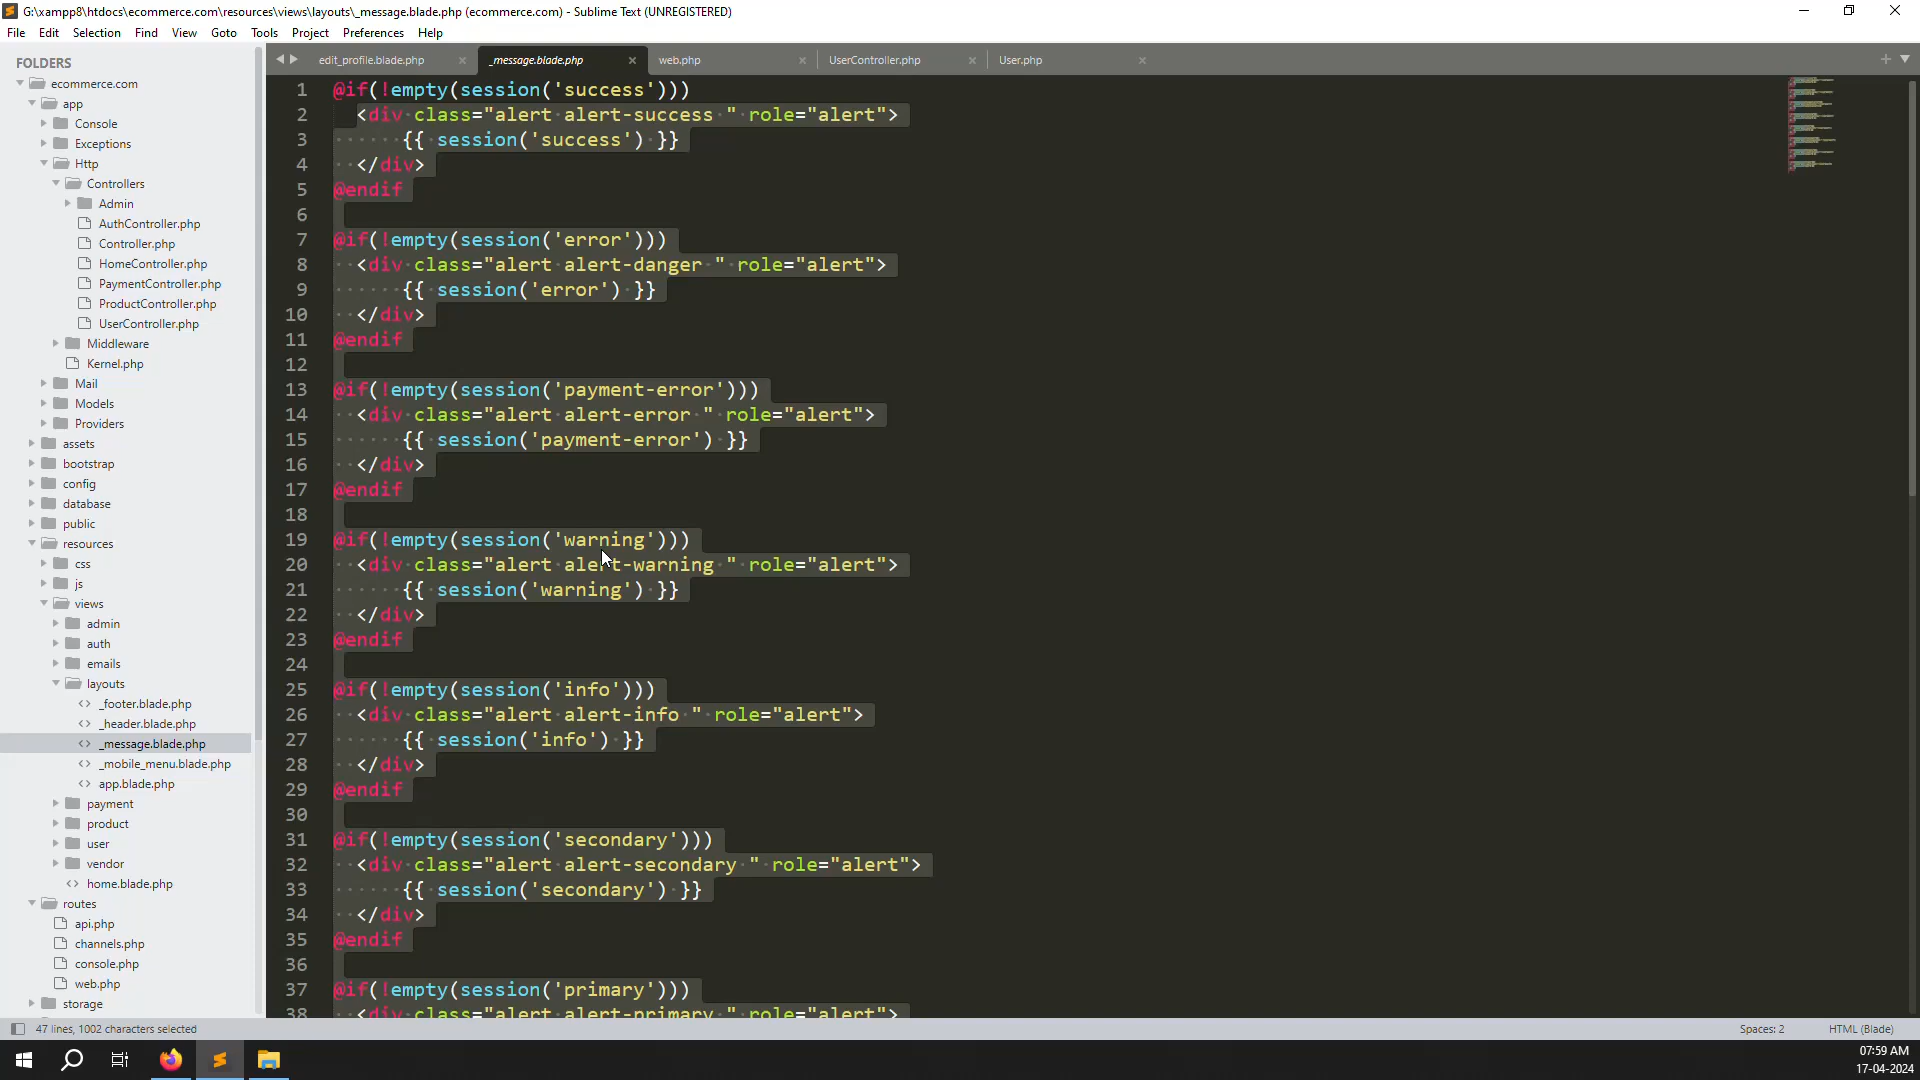 G:\xampp8\htdocs\ecommerce.com\resources\views\layouts\_message.blade.php (ecommerce.com) - Sublime Text (UNREGISTERED)
File Edit Selection Find View Goto Tools Project Preferences Help
FOLDERS
ecommerce.com
app
Console
Exceptions
Http
Controllers
Admin
AuthController.php
Controller.php
HomeController.php
PaymentController.php
ProductController.php
UserController.php
Middleware
Kernel.php
Mail
Models
Providers
assets
bootstrap
config
database
public
resources
css
js
views
admin
auth
emails
layouts
_footer.blade.php
_header.blade.php
_message.blade.php
_mobile_menu.blade.php
app.blade.php
payment
product
user
vendor
home.blade.php
routes
api.php
channels.php
console.php
web.php
storage
edit_profile.blade.php _message.blade.php web.php UserController.php User.php
1 @if(!empty(session('success')))
2 <div class="alert alert-success " role="alert">
3 {{ session('success') }}
4 </div>
5 @endif
6
7 @if(!empty(session('error')))
8 <div class="alert alert-danger " role="alert">
9 {{ session('error') }}
10 </div>
11 @endif
12
13 @if(!empty(session('payment-error')))
14 <div class="alert alert-error " role="alert">
15 {{ session('payment-error') }}
16 </div>
17 @endif
18
19 @if(!empty(session('warning')))
20 <div class="alert alert-warning " role="alert">
21 {{ session('warning') }}
22 </div>
23 @endif
24
25 @if(!empty(session('info')))
26 <div class="alert alert-info " role="alert">
27 {{ session('info') }}
28 </div>
29 @endif
30
31 @if(!empty(session('secondary')))
32 <div class="alert alert-secondary " role="alert">
33 {{ session('secondary') }}
34 </div>
35 @endif
36
37 @if(!empty(session('primary')))
38 <div class="alert alert-primary " role="alert">
47 lines, 1002 characters selected
Spaces: 2 HTML (Blade)
07:59 AM
17-04-2024